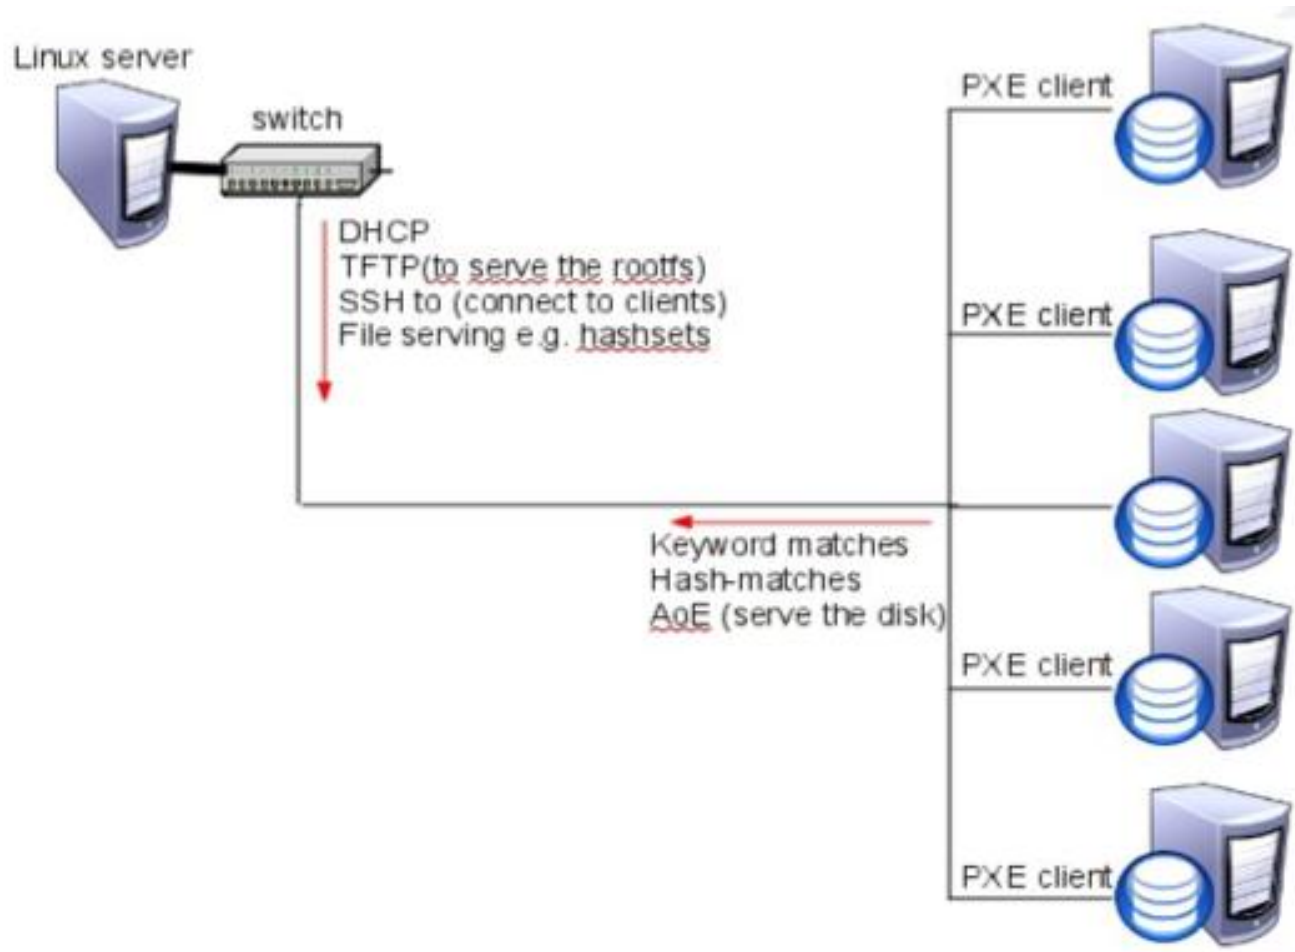 Linux server
switch
DHCP
TFTP(to serve the rootfs)
SSH to (connect to clients)
File serving e.g. hashsets
Keyword matches
Hash-matches
AoE (serve the disk)
PXE client
PXE client
PXE client
PXE client